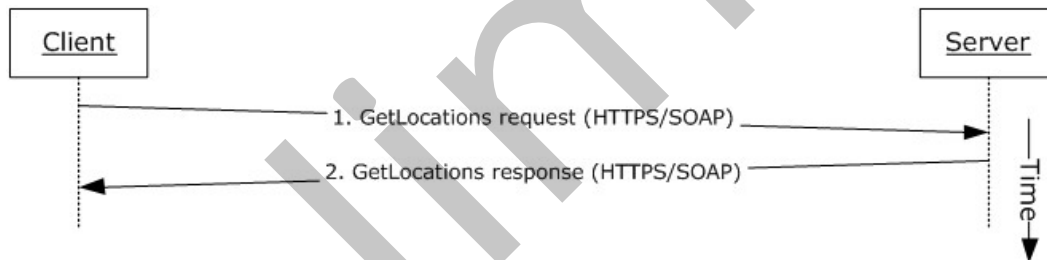 Client
Server
1. GetLocations request (HTTPS/SOAP)
2. GetLocations response (HTTPS/SOAP)
Time